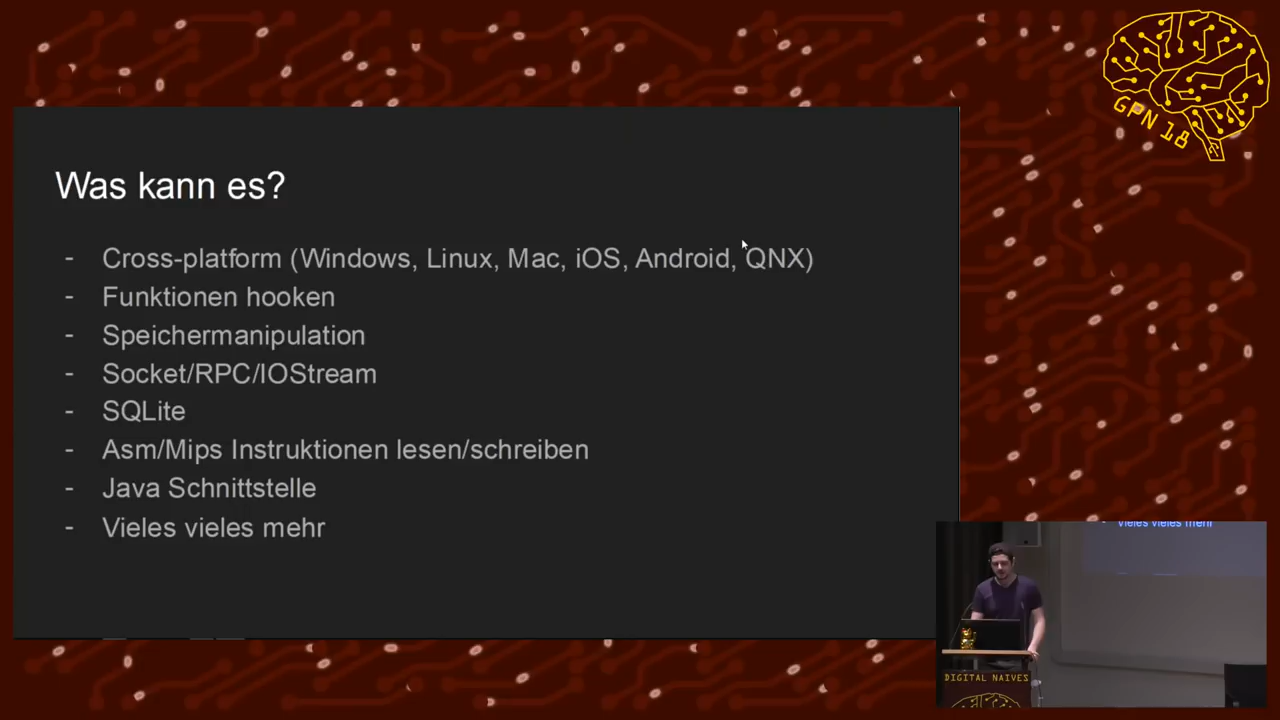 GPN 18
Was kann es?
- Cross-platform (Windows, Linux, Mac, iOS, Android, QNX)
- Funktionen hooken
- Speichermanipulation
- Socket/RPC/IOStream
- SQLite
- Asm/Mips Instruktionen lesen/schreiben
- Java Schnittstelle
- Vieles vieles mehr
- Vieles vieles mehr
DIGITAL NAIVES